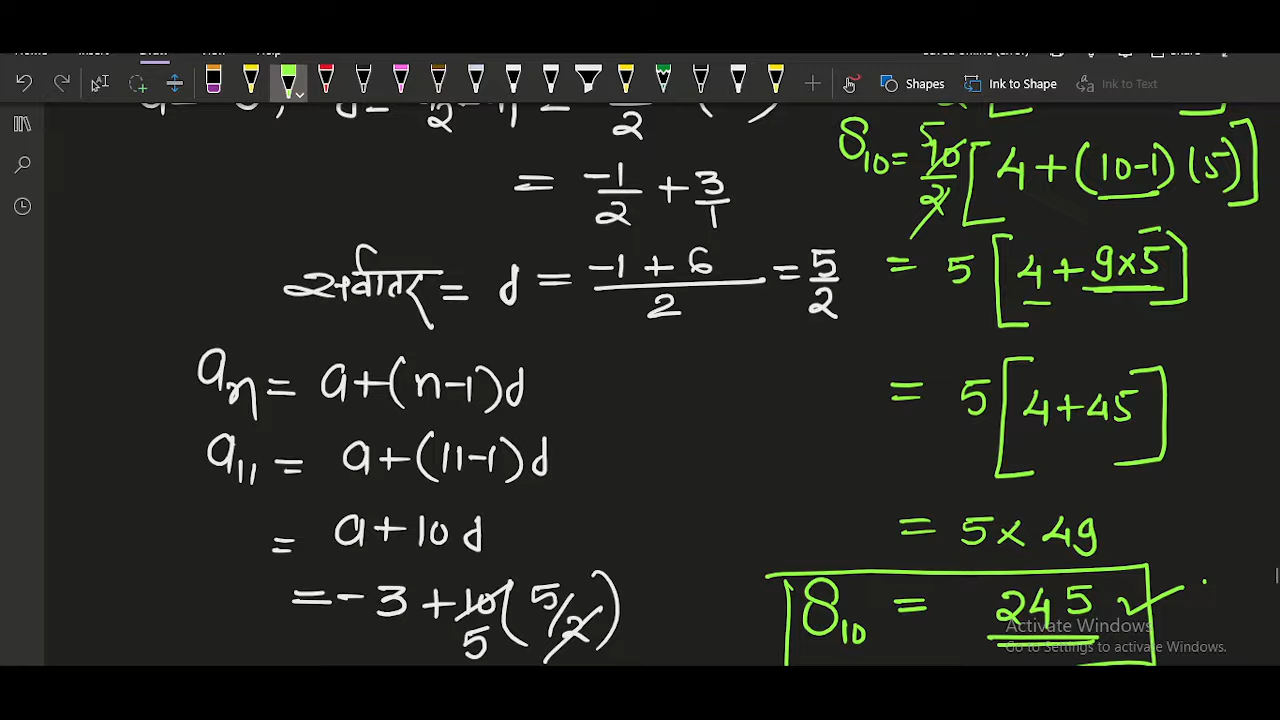 Shapes
Ink to Shape
Ink to Text
= -1/2 + 3/1
सर्वांतर = d = (-1 + 6)/2 = 5/2
aₙ = a+(n-1)d
a₁₁ = a+(11-1)d
= a+10d
= -3 + 10(5/2)
5
S₁₀ = 10/2 [4 + (10-1)(5)]
5
= 5 [4 + 9×5]
= 5 [4+45]
= 5 × 49
S₁₀ = 245 ✓
Activate Windows
Go to Settings to activate Windows.